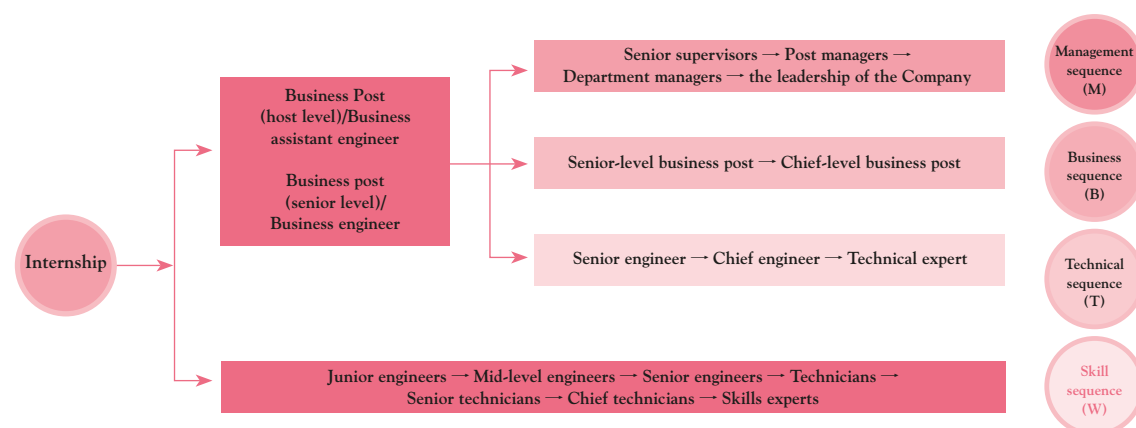 Internship
Business Post
(host level)/Business
assistant engineer
Business post
(senior level)/
Business engineer
Senior supervisors → Post managers →
Department managers → the leadership of the Company
Management
sequence
(M)
Senior-level business post → Chief-level business post
Business
sequence
(B)
Senior engineer → Chief engineer → Technical expert
Technical
sequence
(T)
Junior engineers → Mid-level engineers → Senior engineers → Technicians →
Senior technicians → Chief technicians → Skills experts
Skill
sequence
(W)